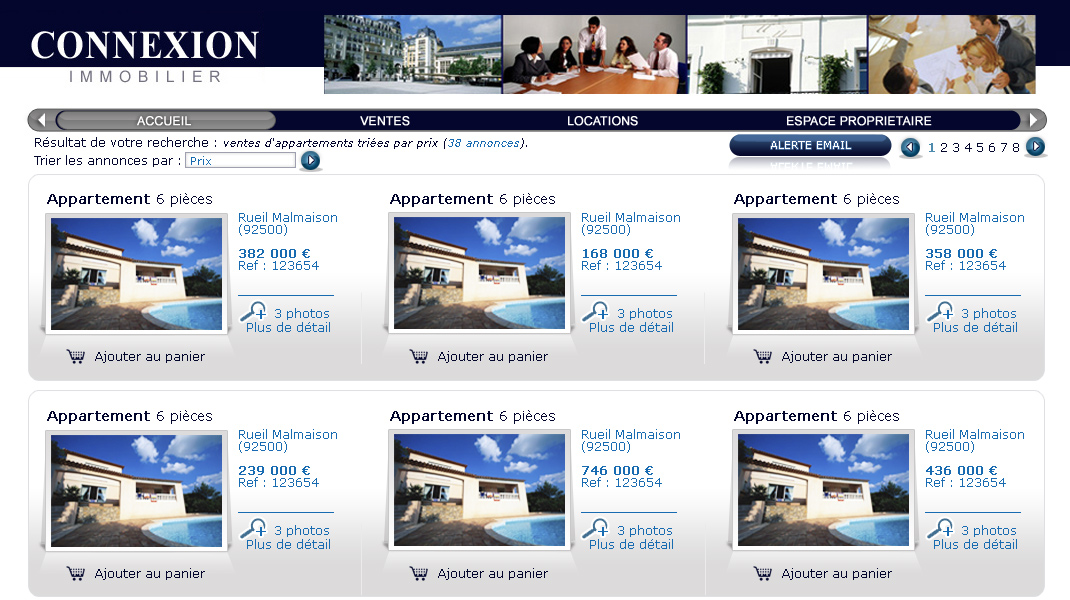 CONNEXION
IMMOBILIER
ACCUEIL VENTES LOCATIONS ESPACE PROPRIETAIRE
Résultat de votre recherche : ventes d'appartements triées par prix (38 annonces).
ALERTE EMAIL 1 2 3 4 5 6 7 8
Trier les annonces par : Prix
Appartement 6 pièces
Rueil Malmaison
(92500)
382 000 €
Ref : 123654
3 photos
Plus de détail
Ajouter au panier
Appartement 6 pièces
Rueil Malmaison
(92500)
168 000 €
Ref : 123654
3 photos
Plus de détail
Ajouter au panier
Appartement 6 pièces
Rueil Malmaison
(92500)
358 000 €
Ref : 123654
3 photos
Plus de détail
Ajouter au panier
Appartement 6 pièces
Rueil Malmaison
(92500)
239 000 €
Ref : 123654
3 photos
Plus de détail
Ajouter au panier
Appartement 6 pièces
Rueil Malmaison
(92500)
746 000 €
Ref : 123654
3 photos
Plus de détail
Ajouter au panier
Appartement 6 pièces
Rueil Malmaison
(92500)
436 000 €
Ref : 123654
3 photos
Plus de détail
Ajouter au panier